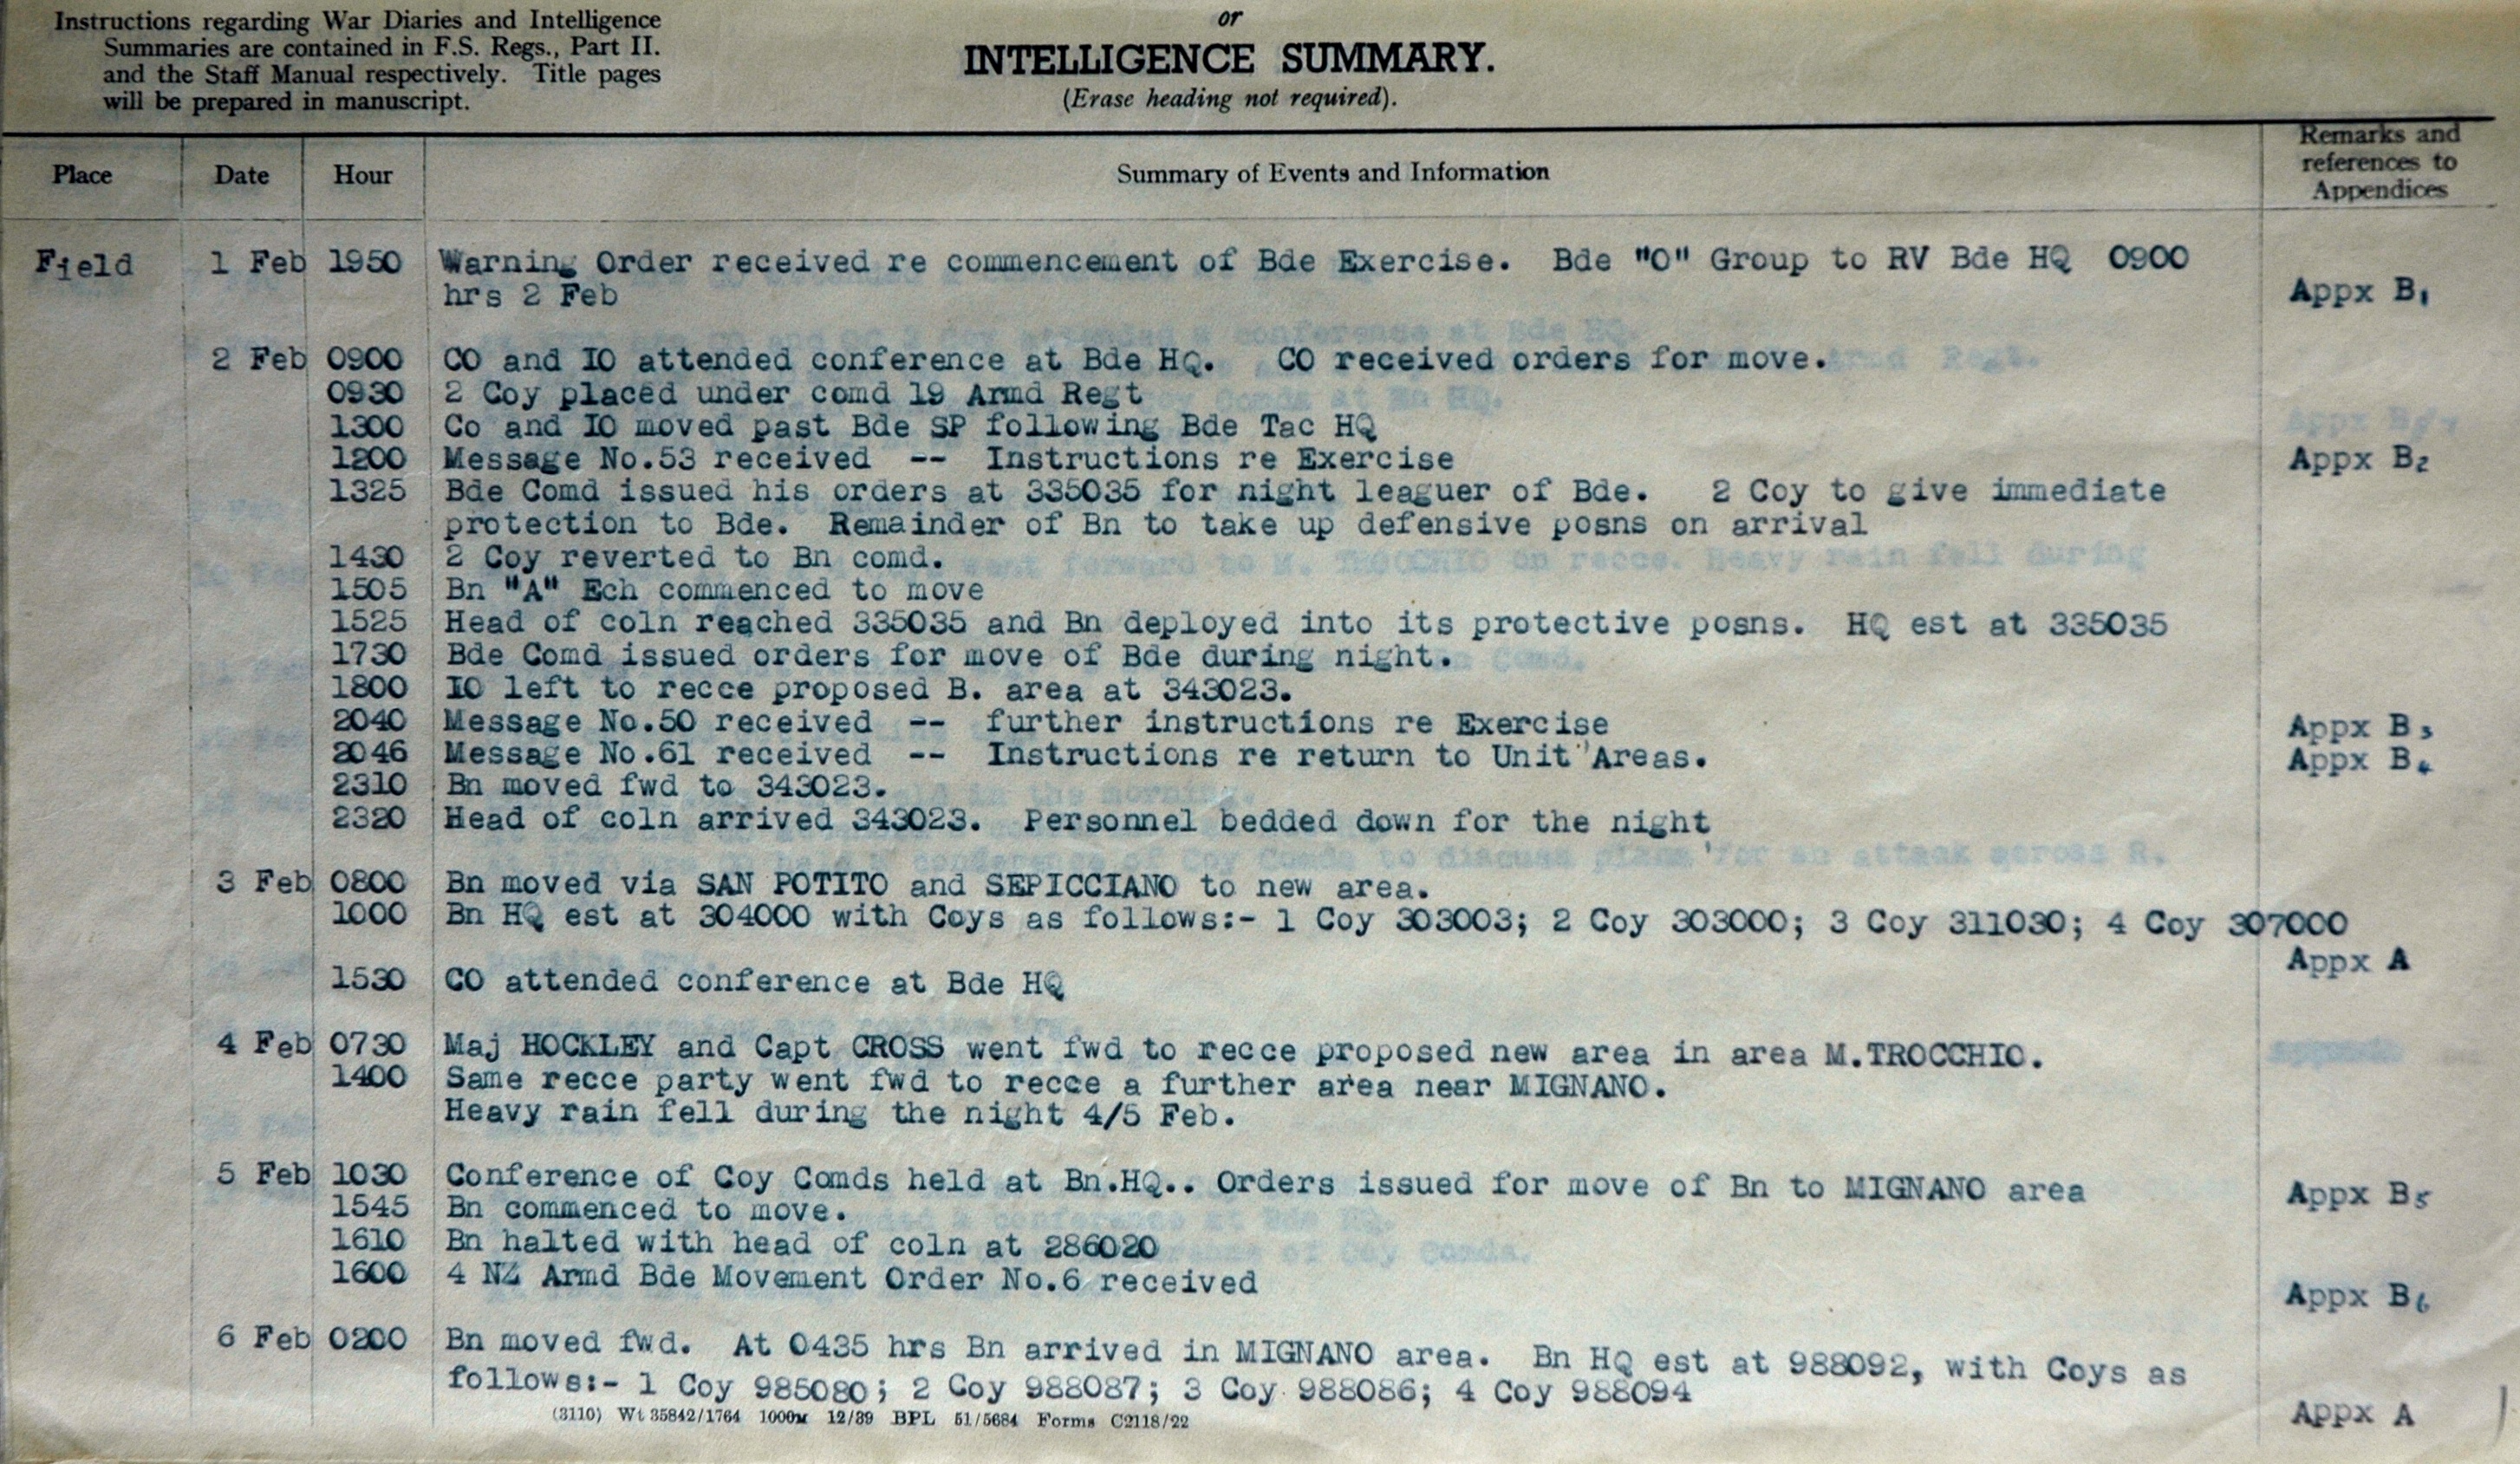 Instructions regarding War Diaries and Intelligence
Summaries are contained in F.S. Regs., Part II.
and the Staff Manual respectively. Title pages
will be prepared in manuscript.
or
INTELLIGENCE SUMMARY.
(Erase heading not required).
Place Date Hour Summary of Events and Information Remarks and references to Appendices
Field 1 Feb 1950 Warning Order received re commencement of Bde Exercise. Bde "O" Group to RV Bde HQ 0900
hrs 2 Feb Appx B1
2 Feb 0900 CO and IO attended conference at Bde HQ. CO received orders for move.
0930 2 Coy placed under comd 19 Armd Regt
1300 Co and IO moved past Bde SP following Bde Tac HQ
1200 Message No.53 received -- Instructions re Exercise Appx B2
1325 Bde Comd issued his orders at 335035 for night leaguer of Bde. 2 Coy to give immediate
protection to Bde. Remainder of Bn to take up defensive posns on arrival
1430 2 Coy reverted to Bn comd.
1505 Bn "A" Ech commenced to move
1525 Head of coln reached 335035 and Bn deployed into its protective posns. HQ est at 335035
1730 Bde Comd issued orders for move of Bde during night.
1800 IO left to recce proposed B. area at 343023.
2040 Message No.50 received -- further instructions re Exercise Appx B3
2046 Message No.61 received -- Instructions re return to Unit Areas. Appx B4
2310 Bn moved fwd to 343023.
2320 Head of coln arrived 343023. Personnel bedded down for the night
3 Feb 0800 Bn moved via SAN POTITO and SEPICCIANO to new area.
1000 Bn HQ est at 304000 with Coys as follows:- 1 Coy 303003; 2 Coy 303000; 3 Coy 311030; 4 Coy 307000
Appx A
1530 CO attended conference at Bde HQ
4 Feb 0730 Maj HOCKLEY and Capt CROSS went fwd to recce proposed new area in area M.TROCCHIO.
1400 Same recce party went fwd to recce a further area near MIGNANO.
Heavy rain fell during the night 4/5 Feb.
5 Feb 1030 Conference of Coy Comds held at Bn.HQ.. Orders issued for move of Bn to MIGNANO area Appx B5
1545 Bn commenced to move.
1610 Bn halted with head of coln at 286020
1600 4 NZ Armd Bde Movement Order No.6 received Appx B6
6 Feb 0200 Bn moved fwd. At 0435 hrs Bn arrived in MIGNANO area. Bn HQ est at 988092, with Coys as
follows:- 1 Coy 985080; 2 Coy 988087; 3 Coy 988086; 4 Coy 988094
Appx A
(3110) Wt 35842/1764 1000M 12/39 BPL 51/5684 Forms C2118/22